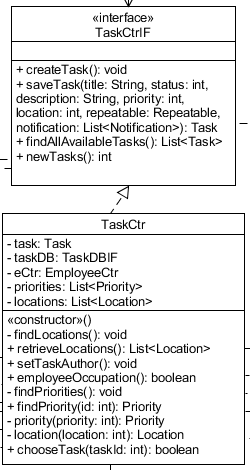 «interface»
TaskCtrIF
+ createTask(): void
+ saveTask(title: String, status: int,
description: String, priority: int,
location: int, repeatable: Repeatable,
notification: List<Notification>): Task
+ findAllAvailableTasks(): List<Task>
+ newTasks(): int
TaskCtr
- task: Task
- taskDB: TaskDBIF
- eCtr: EmployeeCtr
- priorities: List<Priority>
- locations: List<Location>
«constructor»()
- findLocations(): void
+ retrieveLocations(): List<Location>
+ setTaskAuthor(): void
+ employeeOccupation(): boolean
- findPriorities(): void
+ findPriority(id: int): Priority
- priority(priority: int): Priority
- location(location: int): Location
+ chooseTask(taskId: int): boolean